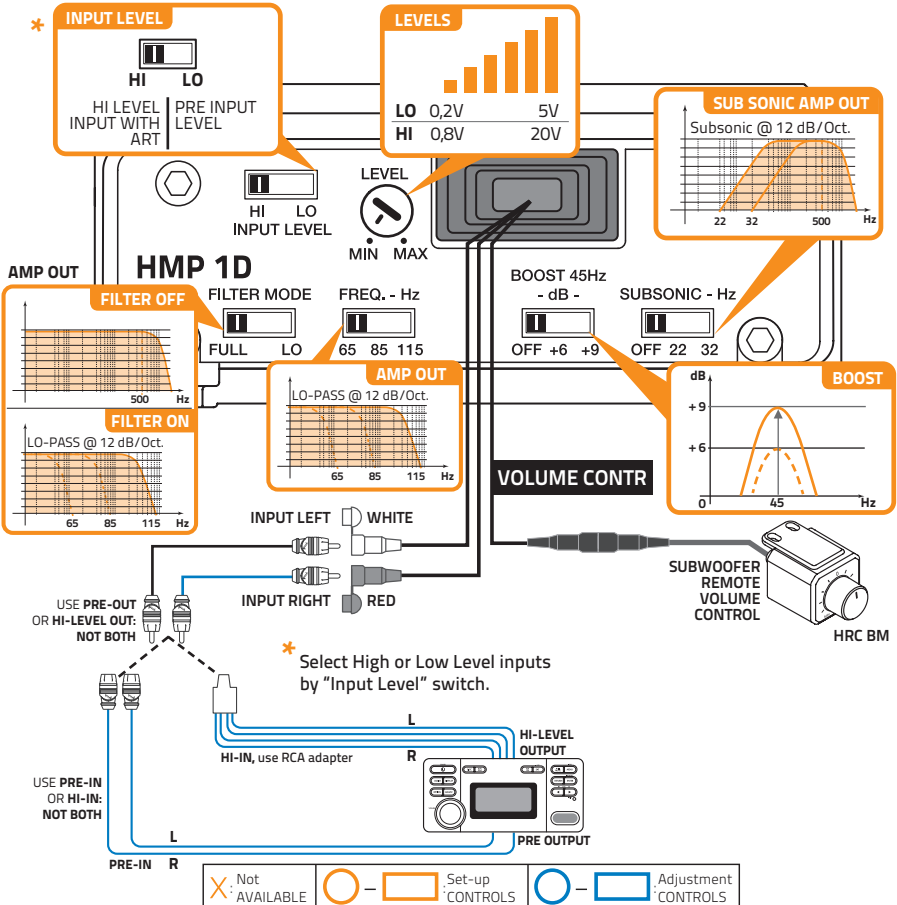 *
INPUT LEVEL
HI LO
HI LEVEL INPUT WITH ART
PRE INPUT LEVEL
LEVELS
LO 0,2V 5V
HI 0,8V 20V
SUB SONIC AMP OUT
Subsonic @ 12 dB/Oct.
22 32 500 Hz
HI LO
INPUT LEVEL
LEVEL
MIN MAX
HMP 1D
AMP OUT
FILTER OFF
500 Hz
FILTER ON
LO-PASS @ 12 dB/Oct.
65 85 115 Hz
FILTER MODE
FULL LO
FREQ. - Hz
65 85 115
BOOST 45Hz
- dB -
OFF +6 +9
SUBSONIC - Hz
OFF 22 32
AMP OUT
LO-PASS @ 12 dB/Oct.
65 85 115 Hz
BOOST
dB
+9
+6
0 45 Hz
VOLUME CONTR
INPUT LEFT WHITE
INPUT RIGHT RED
SUBWOOFER
REMOTE
VOLUME
CONTROL
HRC BM
USE PRE-OUT
OR HI-LEVEL OUT:
NOT BOTH
* Select High or Low Level inputs
by "Input Level" switch.
L
R
HI-LEVEL
OUTPUT
HI-IN, use RCA adapter
USE PRE-IN
OR HI-IN:
NOT BOTH
L
PRE-IN R
PRE OUTPUT
X: Not AVAILABLE
– : Set-up CONTROLS
– : Adjustment CONTROLS